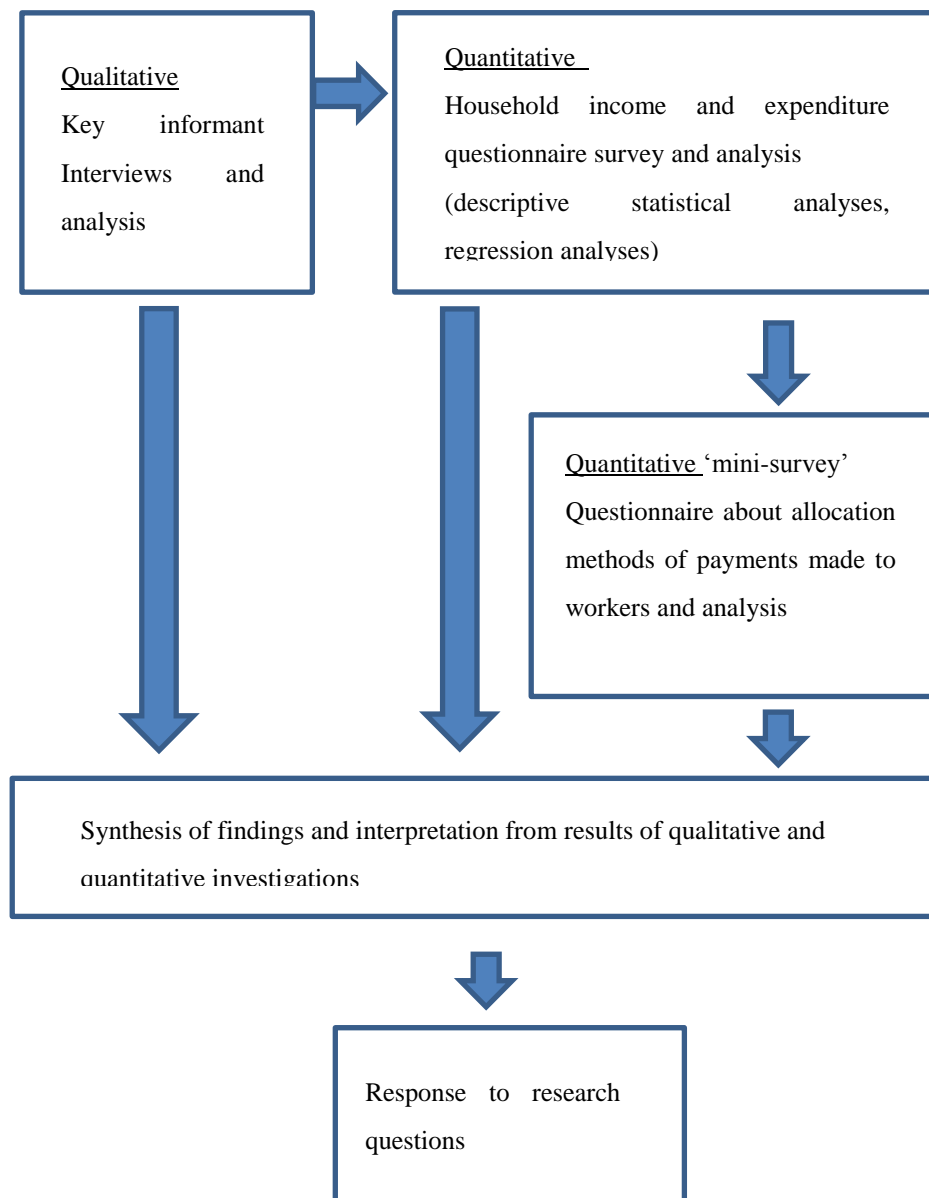 Qualitative
Key informant
Interviews and
analysis
Quantitative
Household income and expenditure
questionnaire survey and analysis
(descriptive statistical analyses,
regression analyses)
Quantitative ‘mini-survey’
Questionnaire about allocation
methods of payments made to
workers and analysis
Synthesis of findings and interpretation from results of qualitative and
quantitative investigations
Response to research
questions